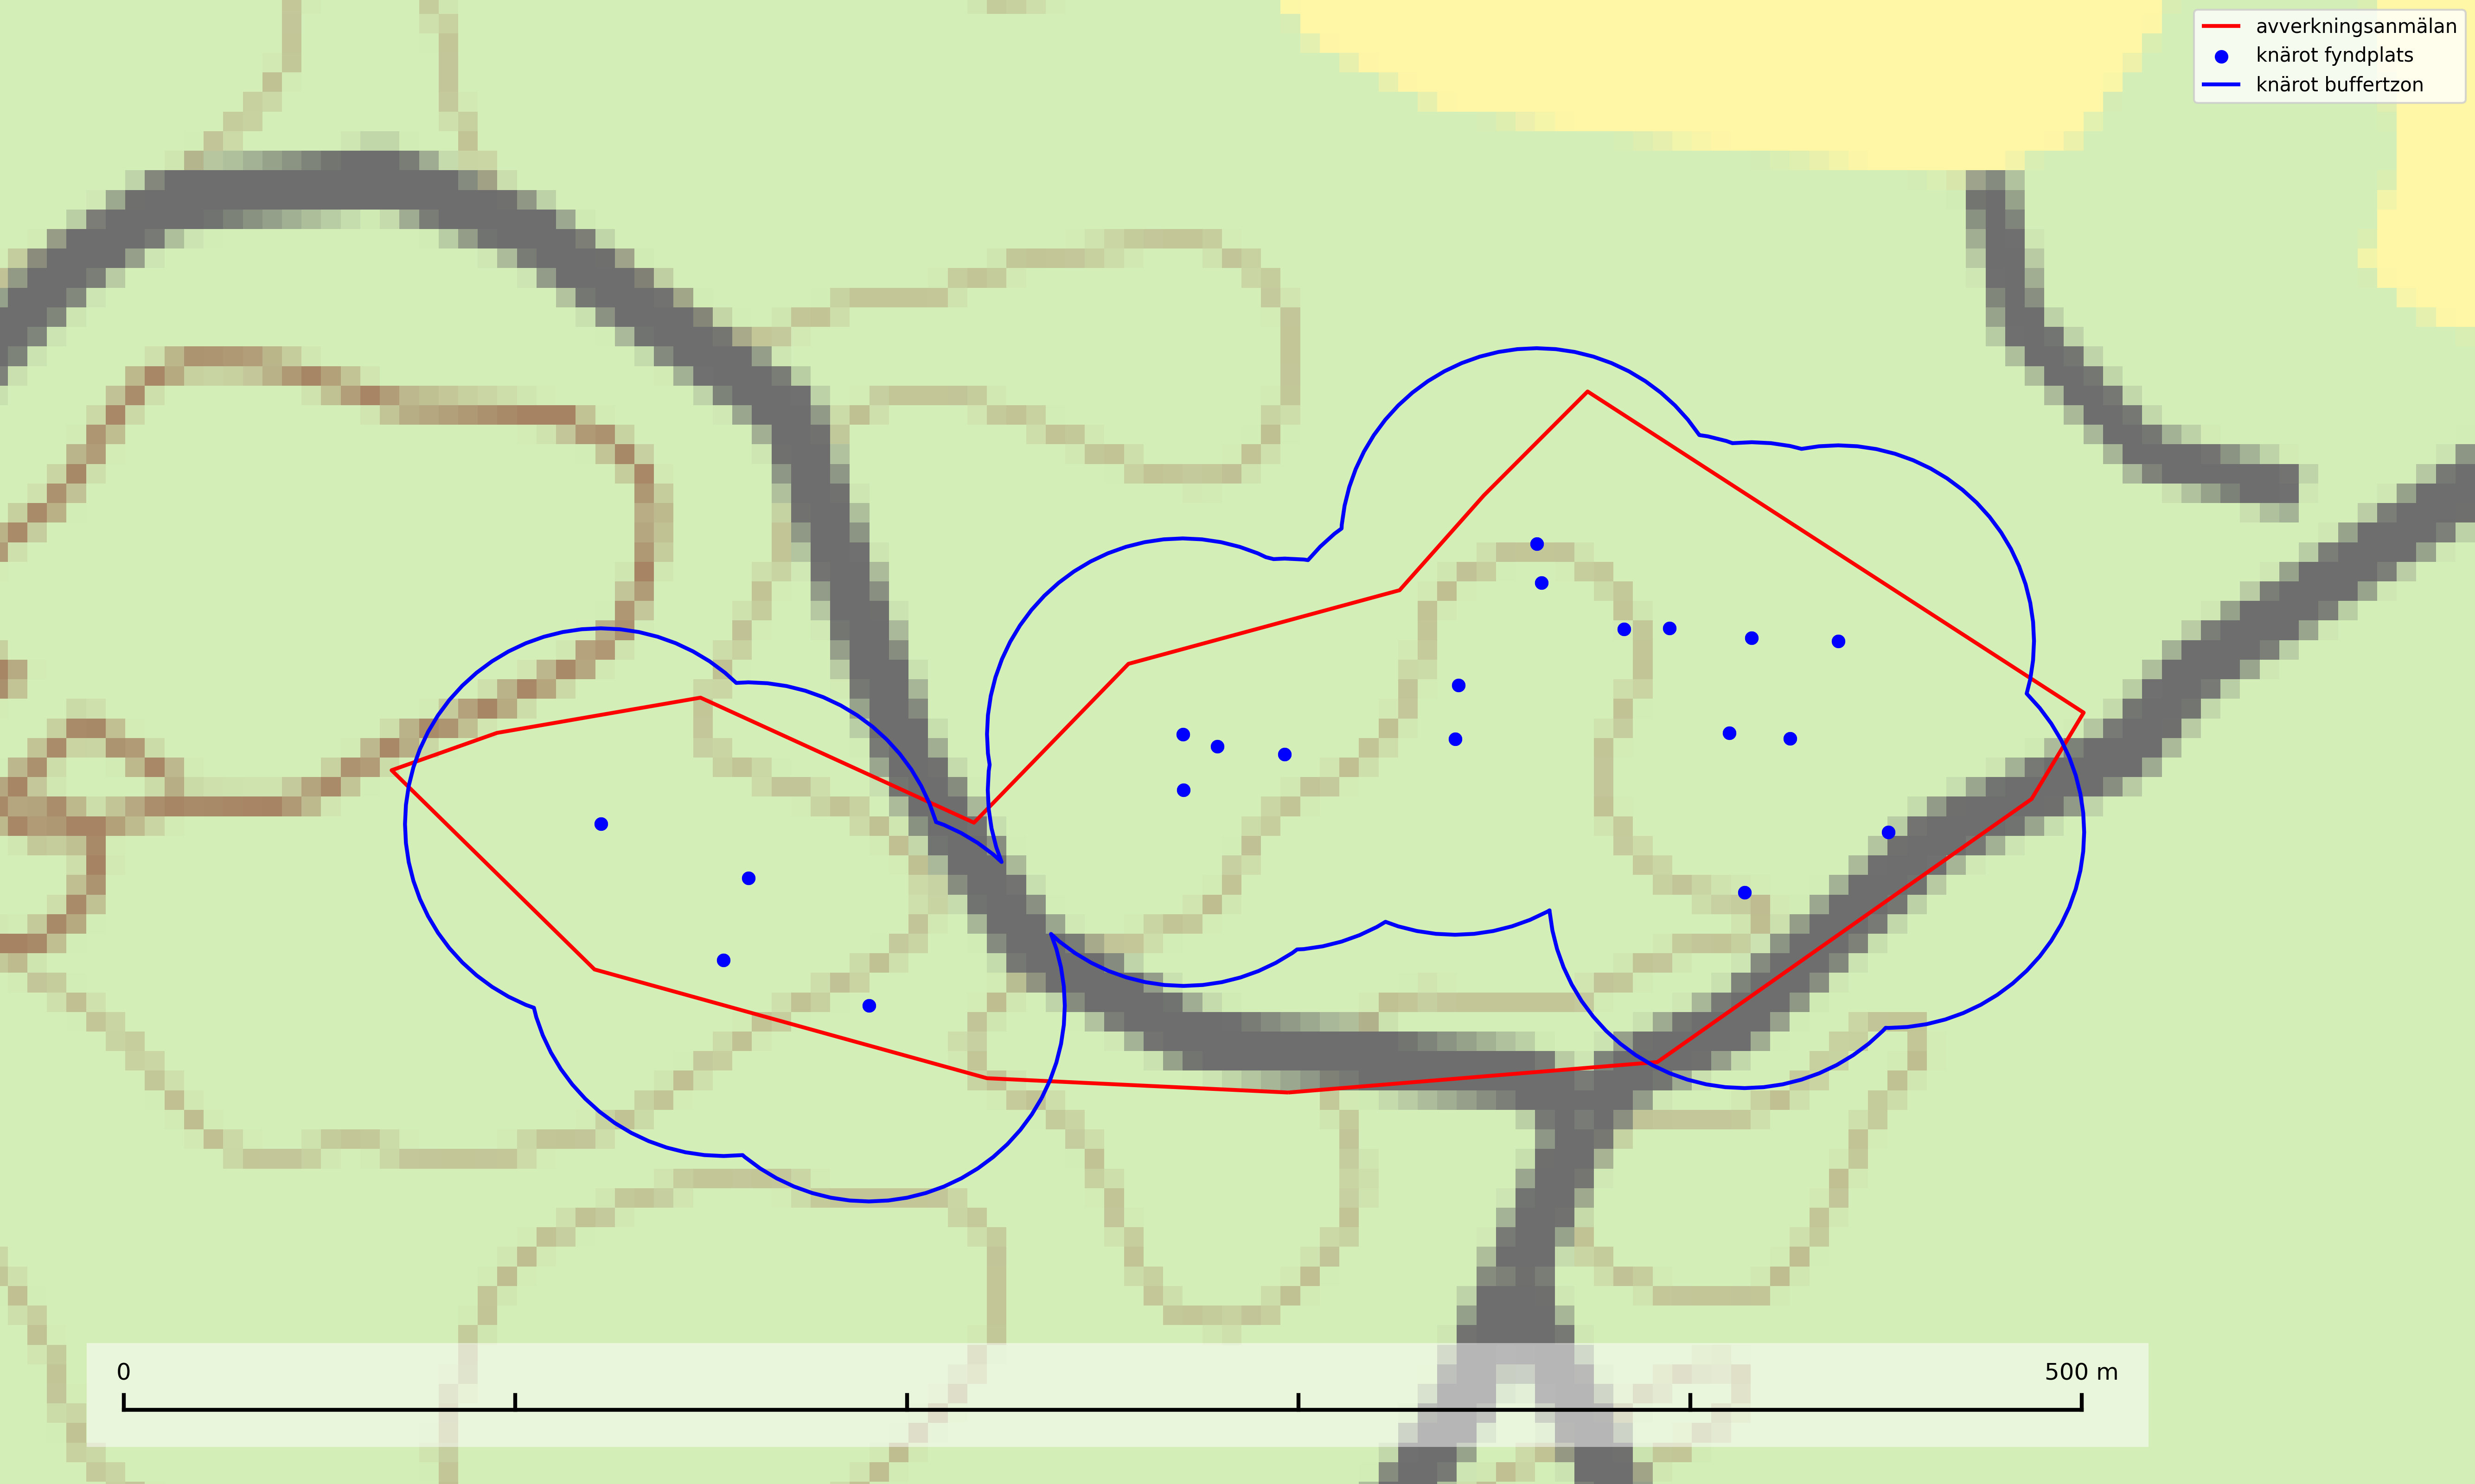 avverkningsanmälan
knärot fyndplats
knärot buffertzon
0 500 m